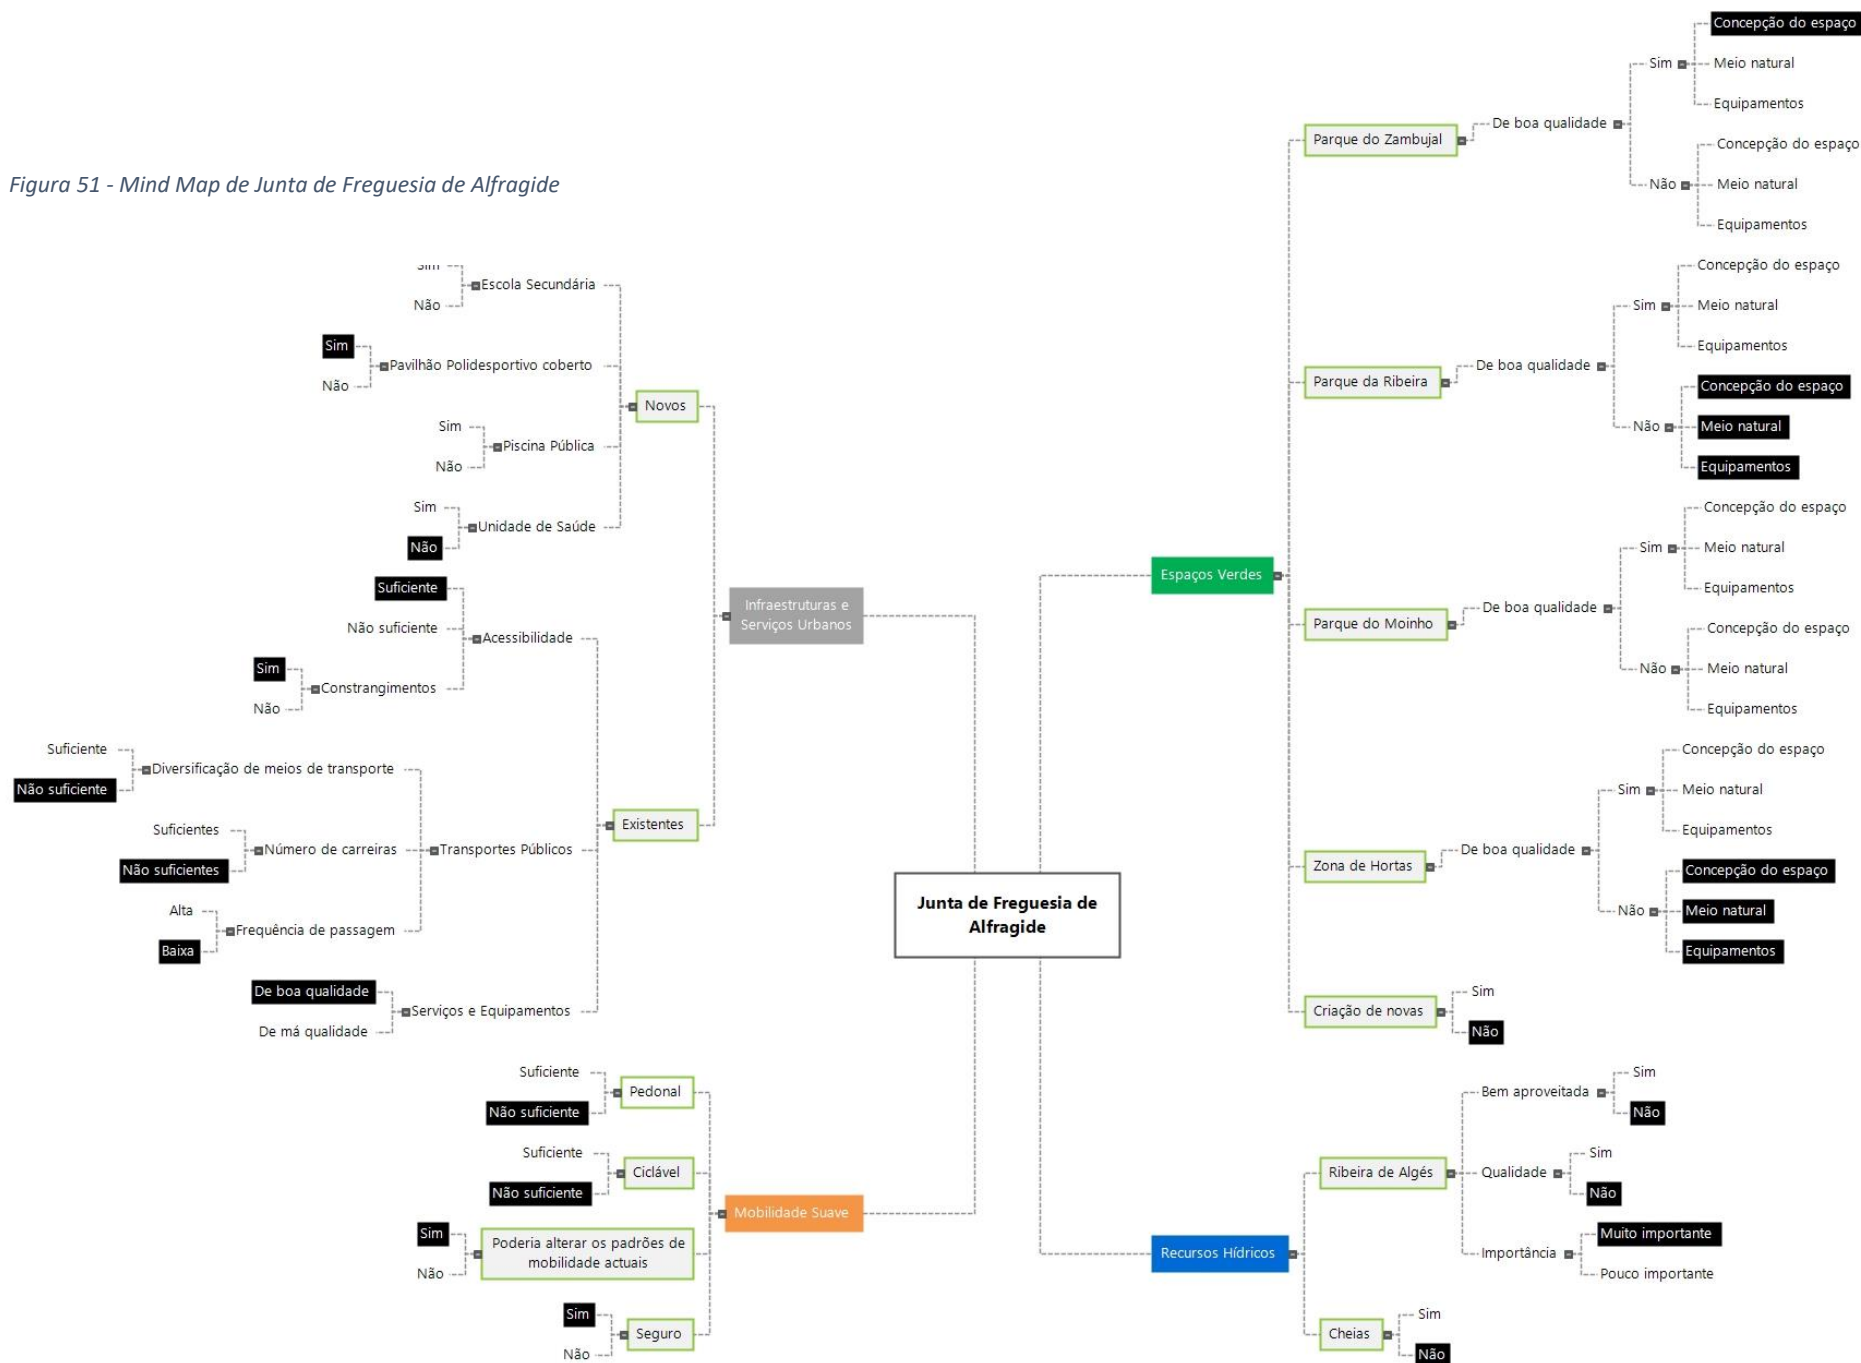 Figura 51 - Mind Map de Junta de Freguesia de Alfragide
Junta de Freguesia de
Alfragide
Infraestruturas e
Serviços Urbanos
Novos
Escola Secundária
Sim
Não
Pavilhão Polidesportivo coberto
Sim
Não
Piscina Pública
Sim
Não
Unidade de Saúde
Sim
Não
Existentes
Acessibilidade
Suficiente
Não suficiente
Constrangimentos
Sim
Não
Transportes Públicos
Diversificação de meios de transporte
Suficiente
Não suficiente
Número de carreiras
Suficientes
Não suficientes
Frequência de passagem
Alta
Baixa
Serviços e Equipamentos
De boa qualidade
De má qualidade
Mobilidade Suave
Pedonal
Suficiente
Não suficiente
Ciclável
Suficiente
Não suficiente
Poderia alterar os padrões de
mobilidade actuais
Sim
Não
Seguro
Sim
Não
Espaços Verdes
Parque do Zambujal
De boa qualidade
Sim
Concepção do espaço
Meio natural
Equipamentos
Não
Concepção do espaço
Meio natural
Equipamentos
Parque da Ribeira
De boa qualidade
Sim
Concepção do espaço
Meio natural
Equipamentos
Não
Concepção do espaço
Meio natural
Equipamentos
Parque do Moinho
De boa qualidade
Sim
Concepção do espaço
Meio natural
Equipamentos
Não
Concepção do espaço
Meio natural
Equipamentos
Zona de Hortas
De boa qualidade
Sim
Concepção do espaço
Meio natural
Equipamentos
Não
Concepção do espaço
Meio natural
Equipamentos
Criação de novas
Sim
Não
Recursos Hídricos
Ribeira de Algés
Bem aproveitada
Sim
Não
Qualidade
Sim
Não
Importância
Muito importante
Pouco importante
Cheias
Sim
Não